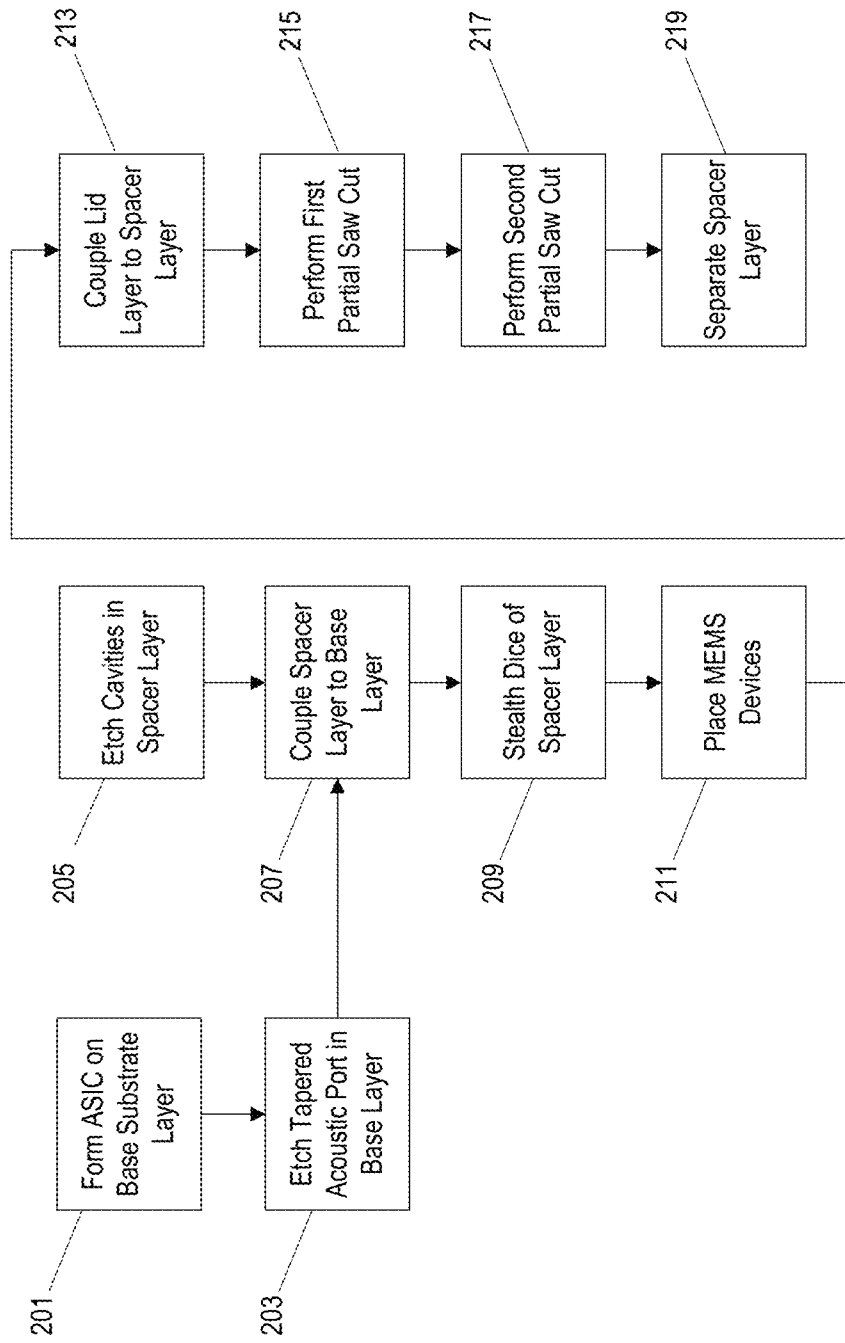 Form ASIC on
Base Substrate
Layer
201
Etch Tapered
Acoustic Port in
Base Layer
203
Etch Cavities in
Spacer Layer
205
Couple Spacer
Layer to Base
Layer
207
Stealth Dice of
Spacer Layer
209
Place MEMS
Devices
211
Couple Lid
Layer to Spacer
Layer
213
Perform First
Partial Saw Cut
215
Perform Second
Partial Saw Cut
217
Separate Spacer
Layer
219